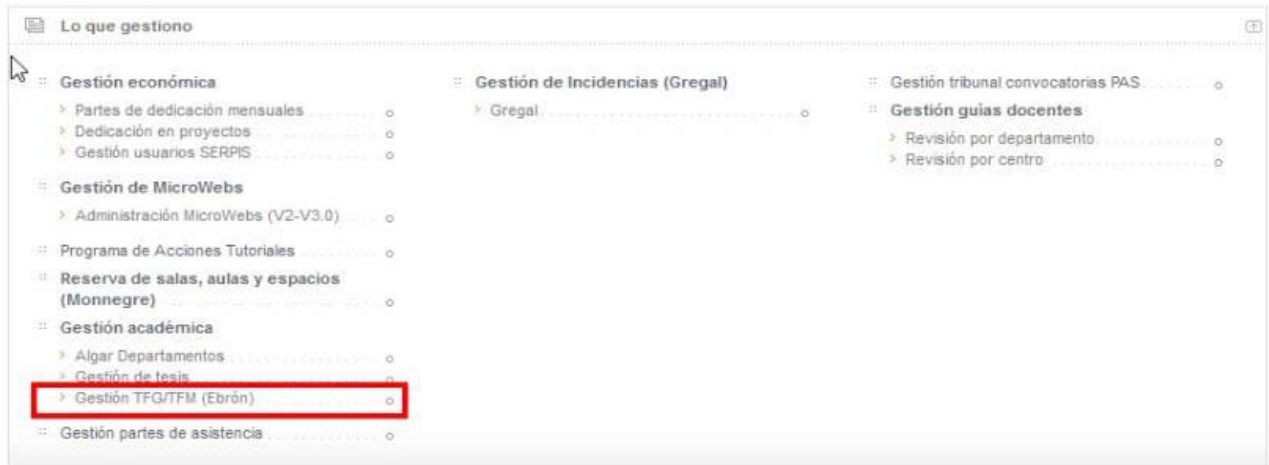 Lo que gestiono
Gestión económica
Partes de dedicación mensuales
Dedicación en proyectos
Gestión usuarios SERPIS
Gestión de MicroWebs
Administración MicroWebs (V2-V3.0)
Programa de Acciones Tutoriales
Reserva de salas, aulas y espacios
(Monnegre)
Gestión académica
Algar Departamentos
Gestión de tesis
Gestión TFG/TFM (Ebrón)
Gestión partes de asistencia
Gestión de Incidencias (Gregal)
Gregal
Gestión tribunal convocatorias PAS
Gestión guías docentes
Revisión por departamento
Revisión por centro